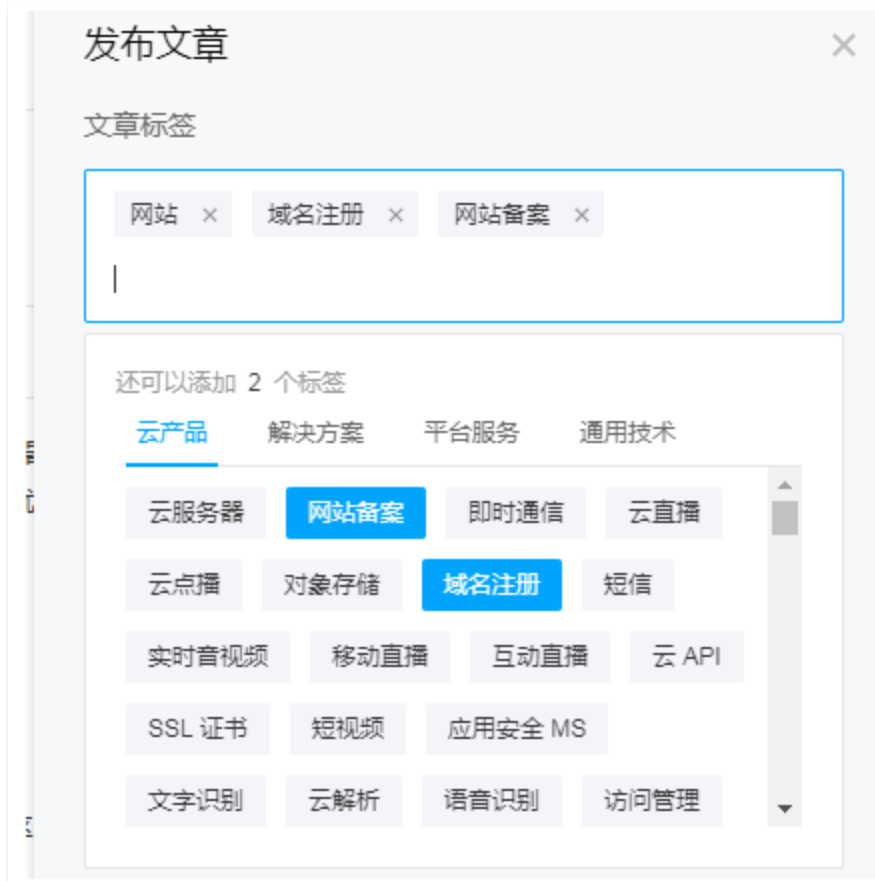 发布文章
文章标签
网站 × 域名注册 × 网站备案 ×
还可以添加 2 个标签
云产品 解决方案 平台服务 通用技术
云服务器 网站备案 即时通信 云直播
云点播 对象存储 域名注册 短信
实时音视频 移动直播 互动直播 云 API
SSL 证书 短视频 应用安全 MS
文字识别 云解析 语音识别 访问管理